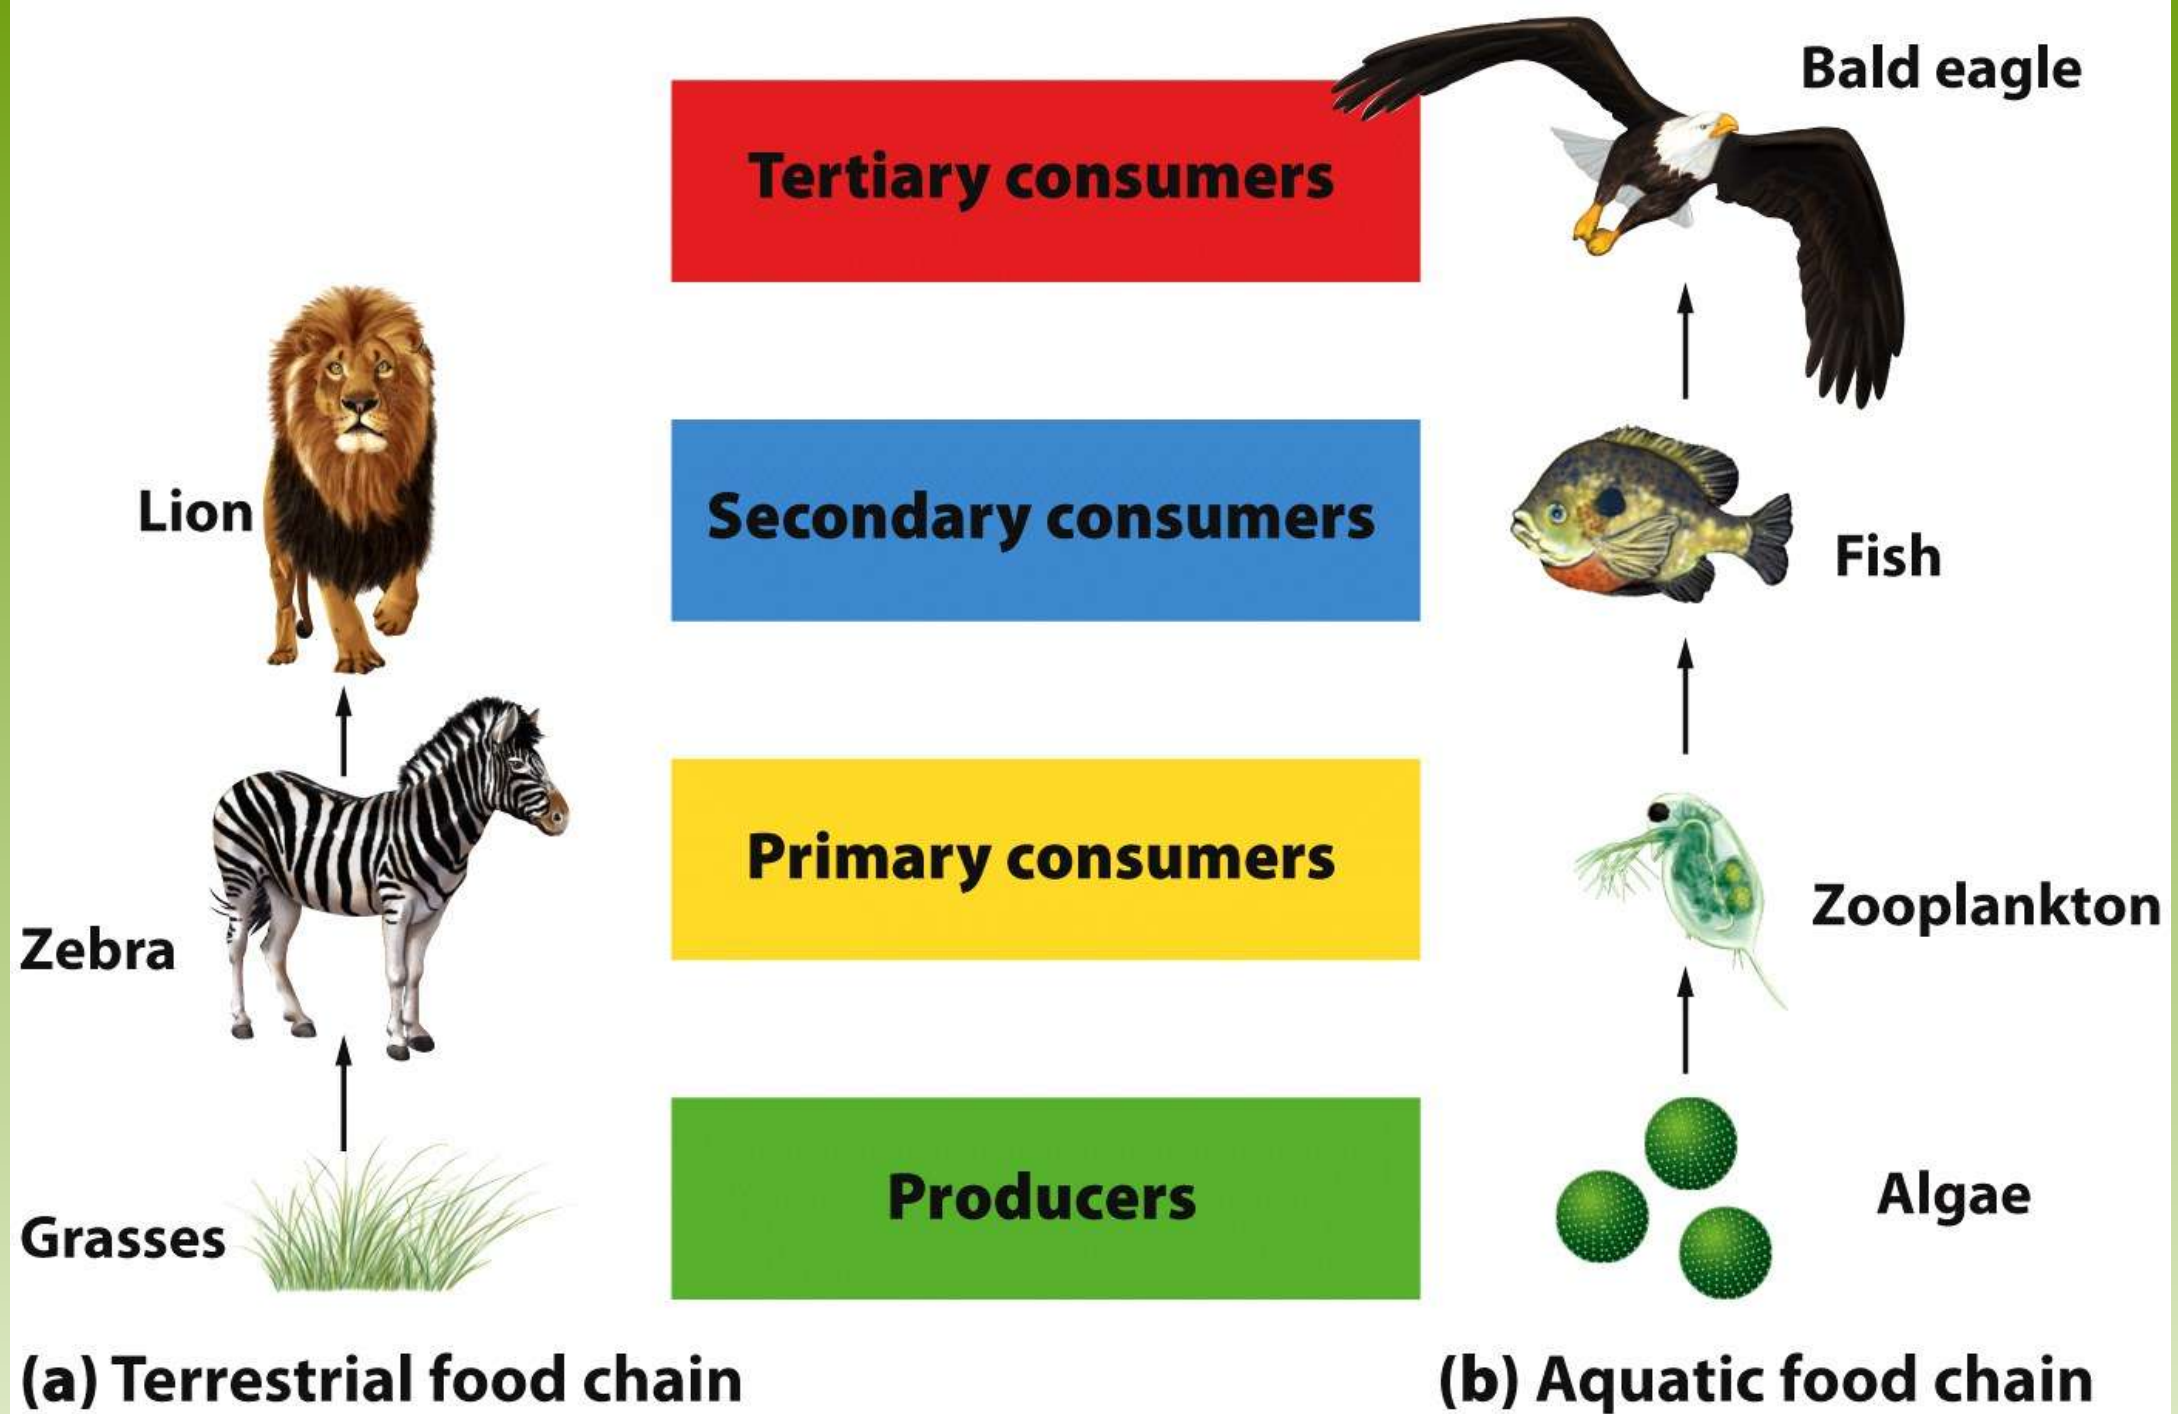 Bald eagle
Tertiary consumers
Lion
Secondary consumers
Fish
Primary consumers
Zooplankton
Zebra
Producers
Algae
Grasses
(a) Terrestrial food chain
(b) Aquatic food chain